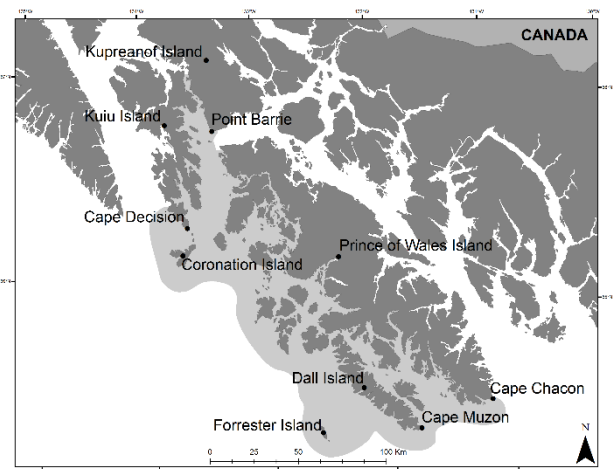 CANADA
Kupreanof Island
Kuiu Island
Point Barrie
Cape Decision
Coronation Island
Prince of Wales Island
Dall Island
Cape Chacon
Forrester Island
Cape Muzon
N
0 25 50 100 Km